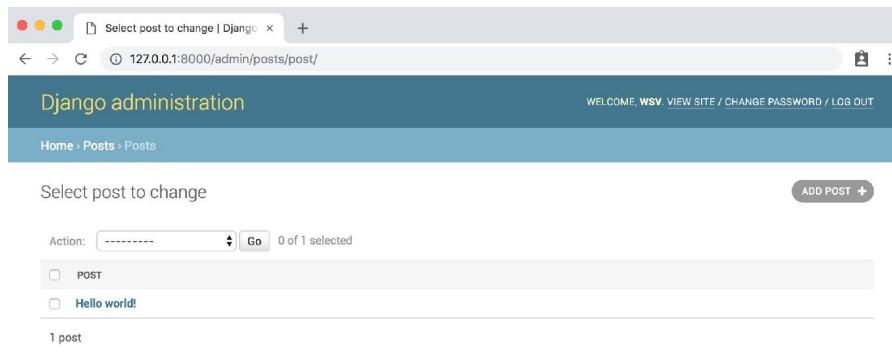 Select post to change | Django
127.0.0.1:8000/admin/posts/post/
Django administration
WELCOME, WSV. VIEW SITE / CHANGE PASSWORD / LOG OUT
Home › Posts › Posts
Select post to change
ADD POST +
Action: --------- Go 0 of 1 selected
POST
Hello world!
1 post